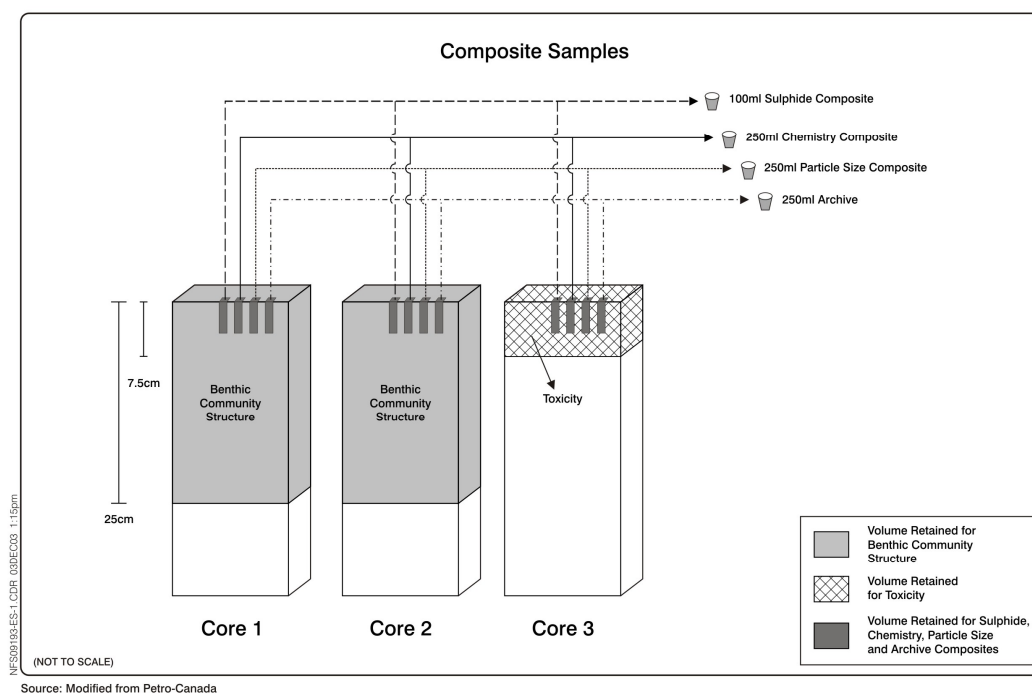 Composite Samples
100ml Sulphide Composite
250ml Chemistry Composite
250ml Particle Size Composite
250ml Archive
7.5cm
25cm
Benthic
Community
Structure
Benthic
Community
Structure
Toxicity
Core 1
Core 2
Core 3
Volume Retained for
Benthic Community
Structure
Volume Retained
for Toxicity
Volume Retained for Sulphide,
Chemistry, Particle Size
and Archive Composites
(NOT TO SCALE)
NFS09193-ES-1.CDR 03DEC03 1:15pm
Source: Modified from Petro-Canada